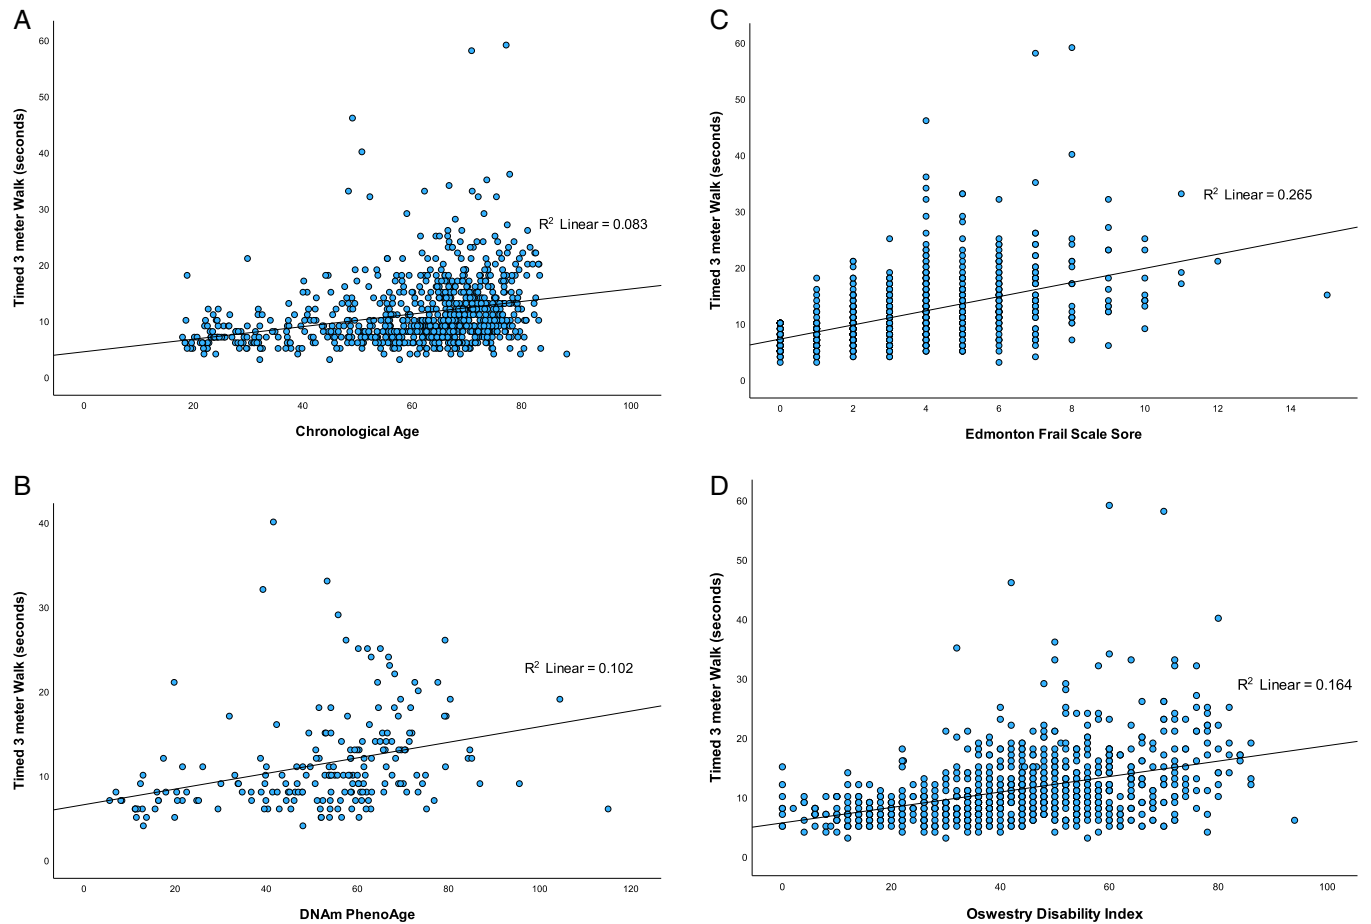 A
60
50
40
30
20
10
0
Timed 3 meter Walk (seconds)
R² Linear = 0.083
0 20 40 60 80 100
Chronological Age
B
40
30
20
10
0
Timed 3 meter Walk (seconds)
R² Linear = 0.102
0 20 40 60 80 100 120
DNAm PhenoAge
C
60
50
40
30
20
10
0
Timed 3 meter Walk (seconds)
R² Linear = 0.265
0 2 4 6 8 10 12 14
Edmonton Frail Scale Sore
D
60
50
40
30
20
10
0
Timed 3 meter Walk (seconds)
R² Linear = 0.164
0 20 40 60 80 100
Oswestry Disability Index